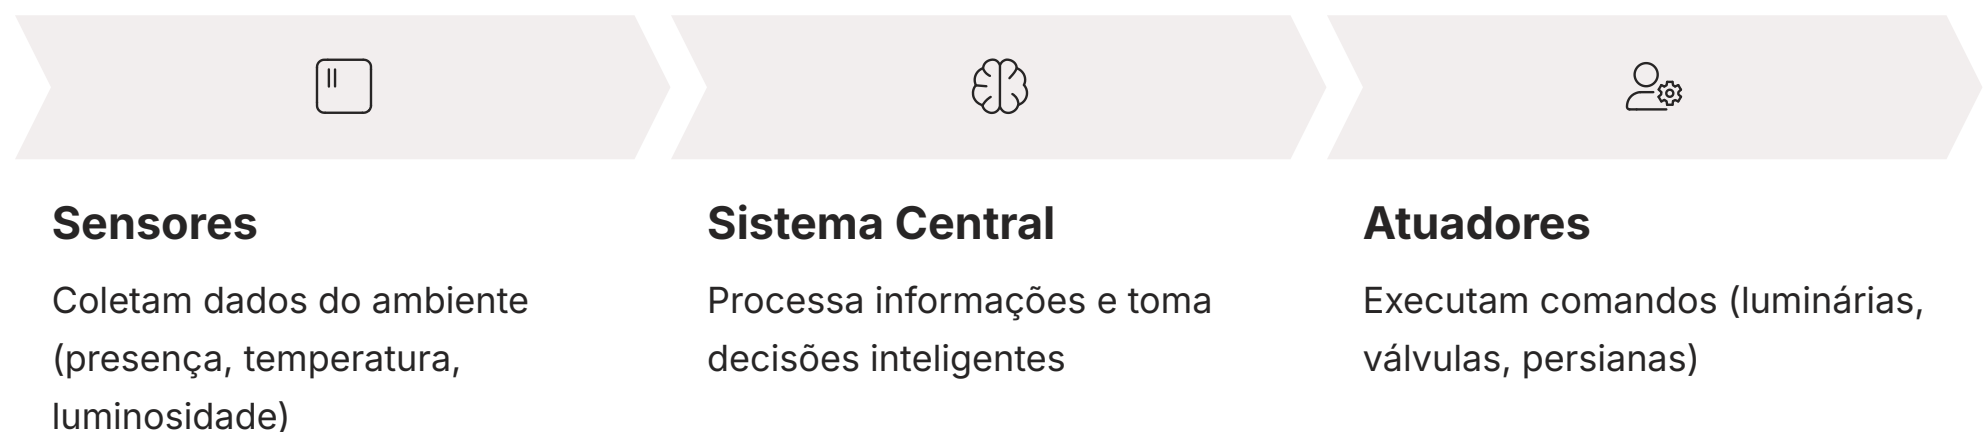 Sensores
Coletam dados do ambiente
(presença, temperatura,
luminosidade)
Sistema Central
Processa informações e toma
decisões inteligentes
Atuadores
Executam comandos (luminárias,
válvulas, persianas)